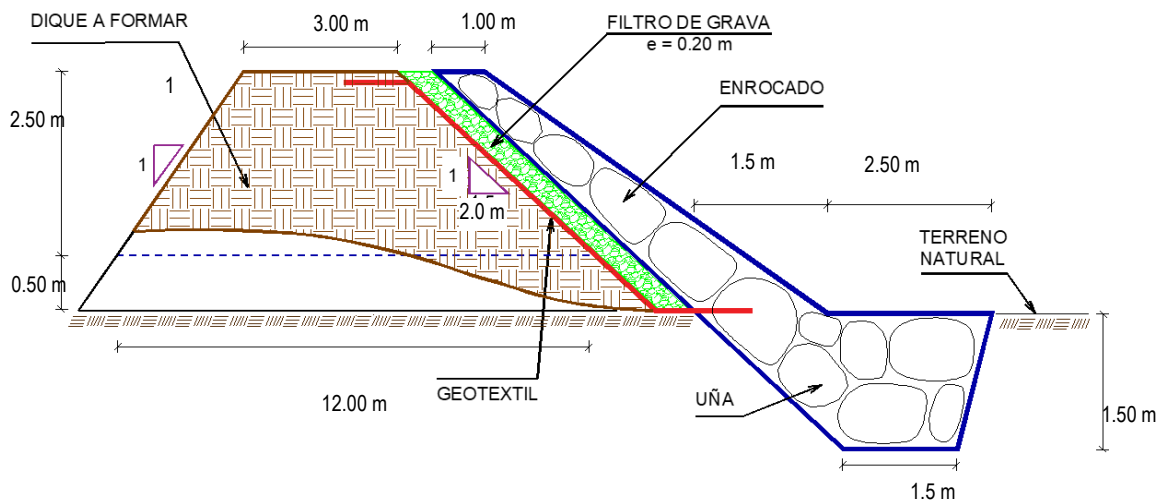 DIQUE A FORMAR
3.00 m
1.00 m
FILTRO DE GRAVA
e = 0.20 m
1
ENROCADO
2.50 m
1.5 m
2.50 m
1
1
2.0 m
TERRENO
NATURAL
0.50 m
GEOTEXTIL
UÑA
12.00 m
1.50 m
1.5 m